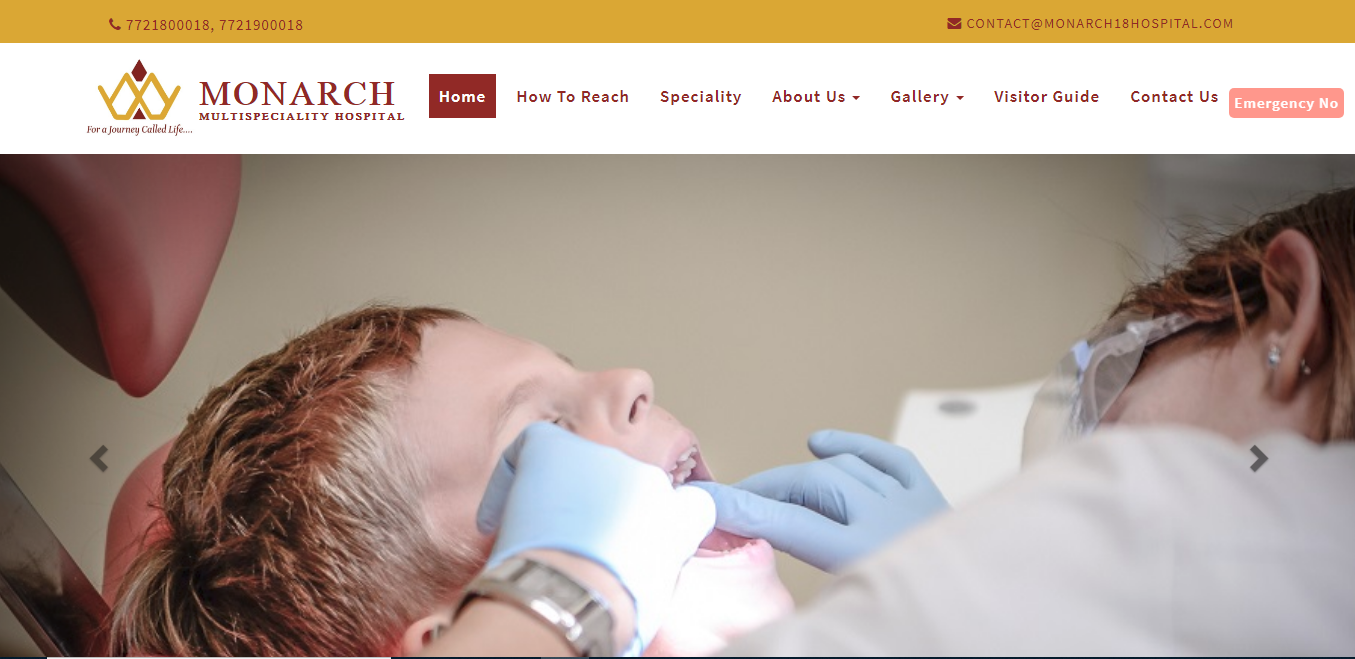 7721800018, 7721900018
CONTACT@MONARCH18HOSPITAL.COM
MONARCH
MULTISPECIALITY HOSPITAL
For a Journey Called Life....
Home
How To Reach
Speciality
About Us
Gallery
Visitor Guide
Contact Us
Emergency No